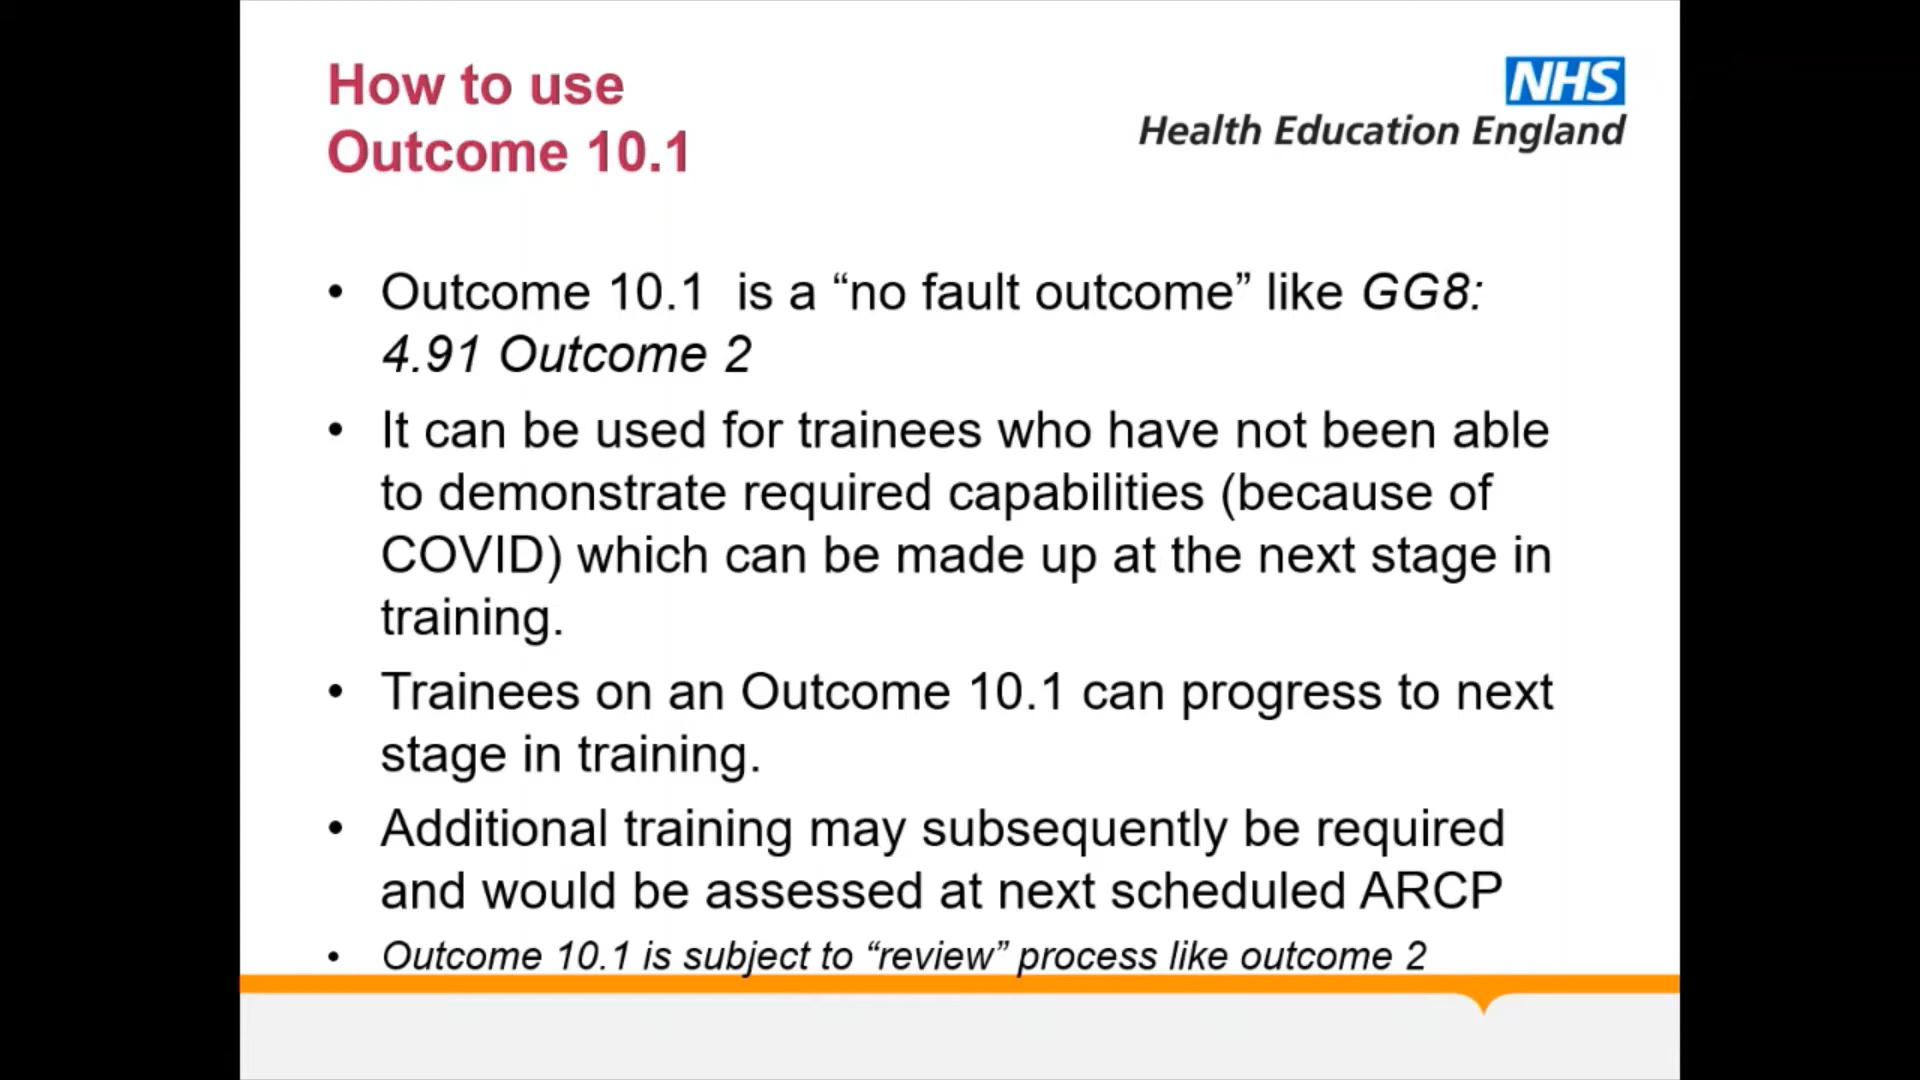 How to use
Outcome 10.1
NHS
Health Education England
• Outcome 10.1 is a “no fault outcome” like GG8:
4.91 Outcome 2
• It can be used for trainees who have not been able
to demonstrate required capabilities (because of
COVID) which can be made up at the next stage in
training.
• Trainees on an Outcome 10.1 can progress to next
stage in training.
• Additional training may subsequently be required
and would be assessed at next scheduled ARCP
• Outcome 10.1 is subject to “review” process like outcome 2